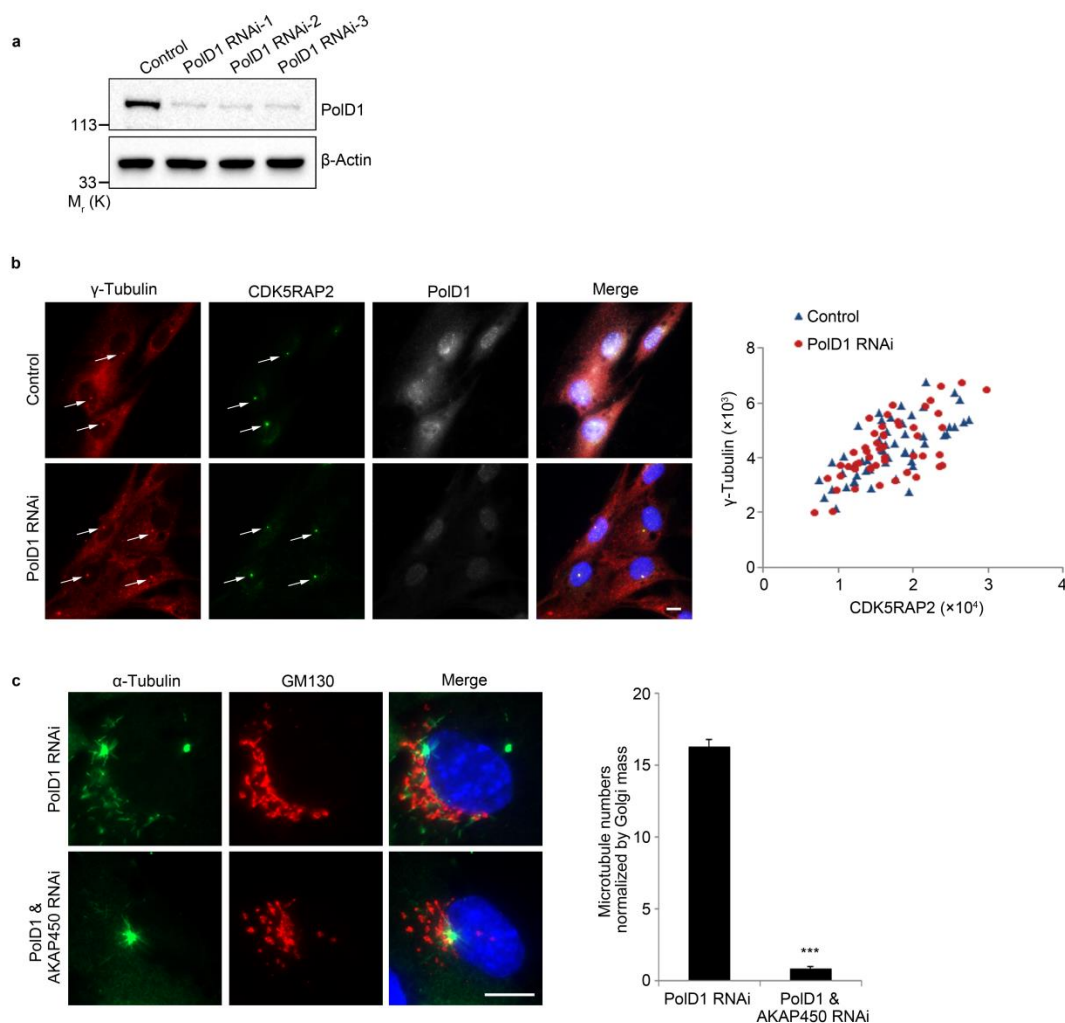 a
Control
PolD1 RNAi-1
PolD1 RNAi-2
PolD1 RNAi-3
113
PolD1
β-Actin
33
Mr (K)
b
γ-Tubulin
CDK5RAP2
PolD1
Merge
Control
PolD1 RNAi
Control
PolD1 RNAi
γ-Tubulin (×10³)
8
6
4
2
0
0
1
2
3
4
CDK5RAP2 (×10⁴)
c
α-Tubulin
GM130
Merge
PolD1 RNAi
PolD1 &
AKAP450 RNAi
Microtubule numbers
normalized by Golgi mass
20
15
10
5
0
***
PolD1 RNAi
PolD1 &
AKAP450 RNAi